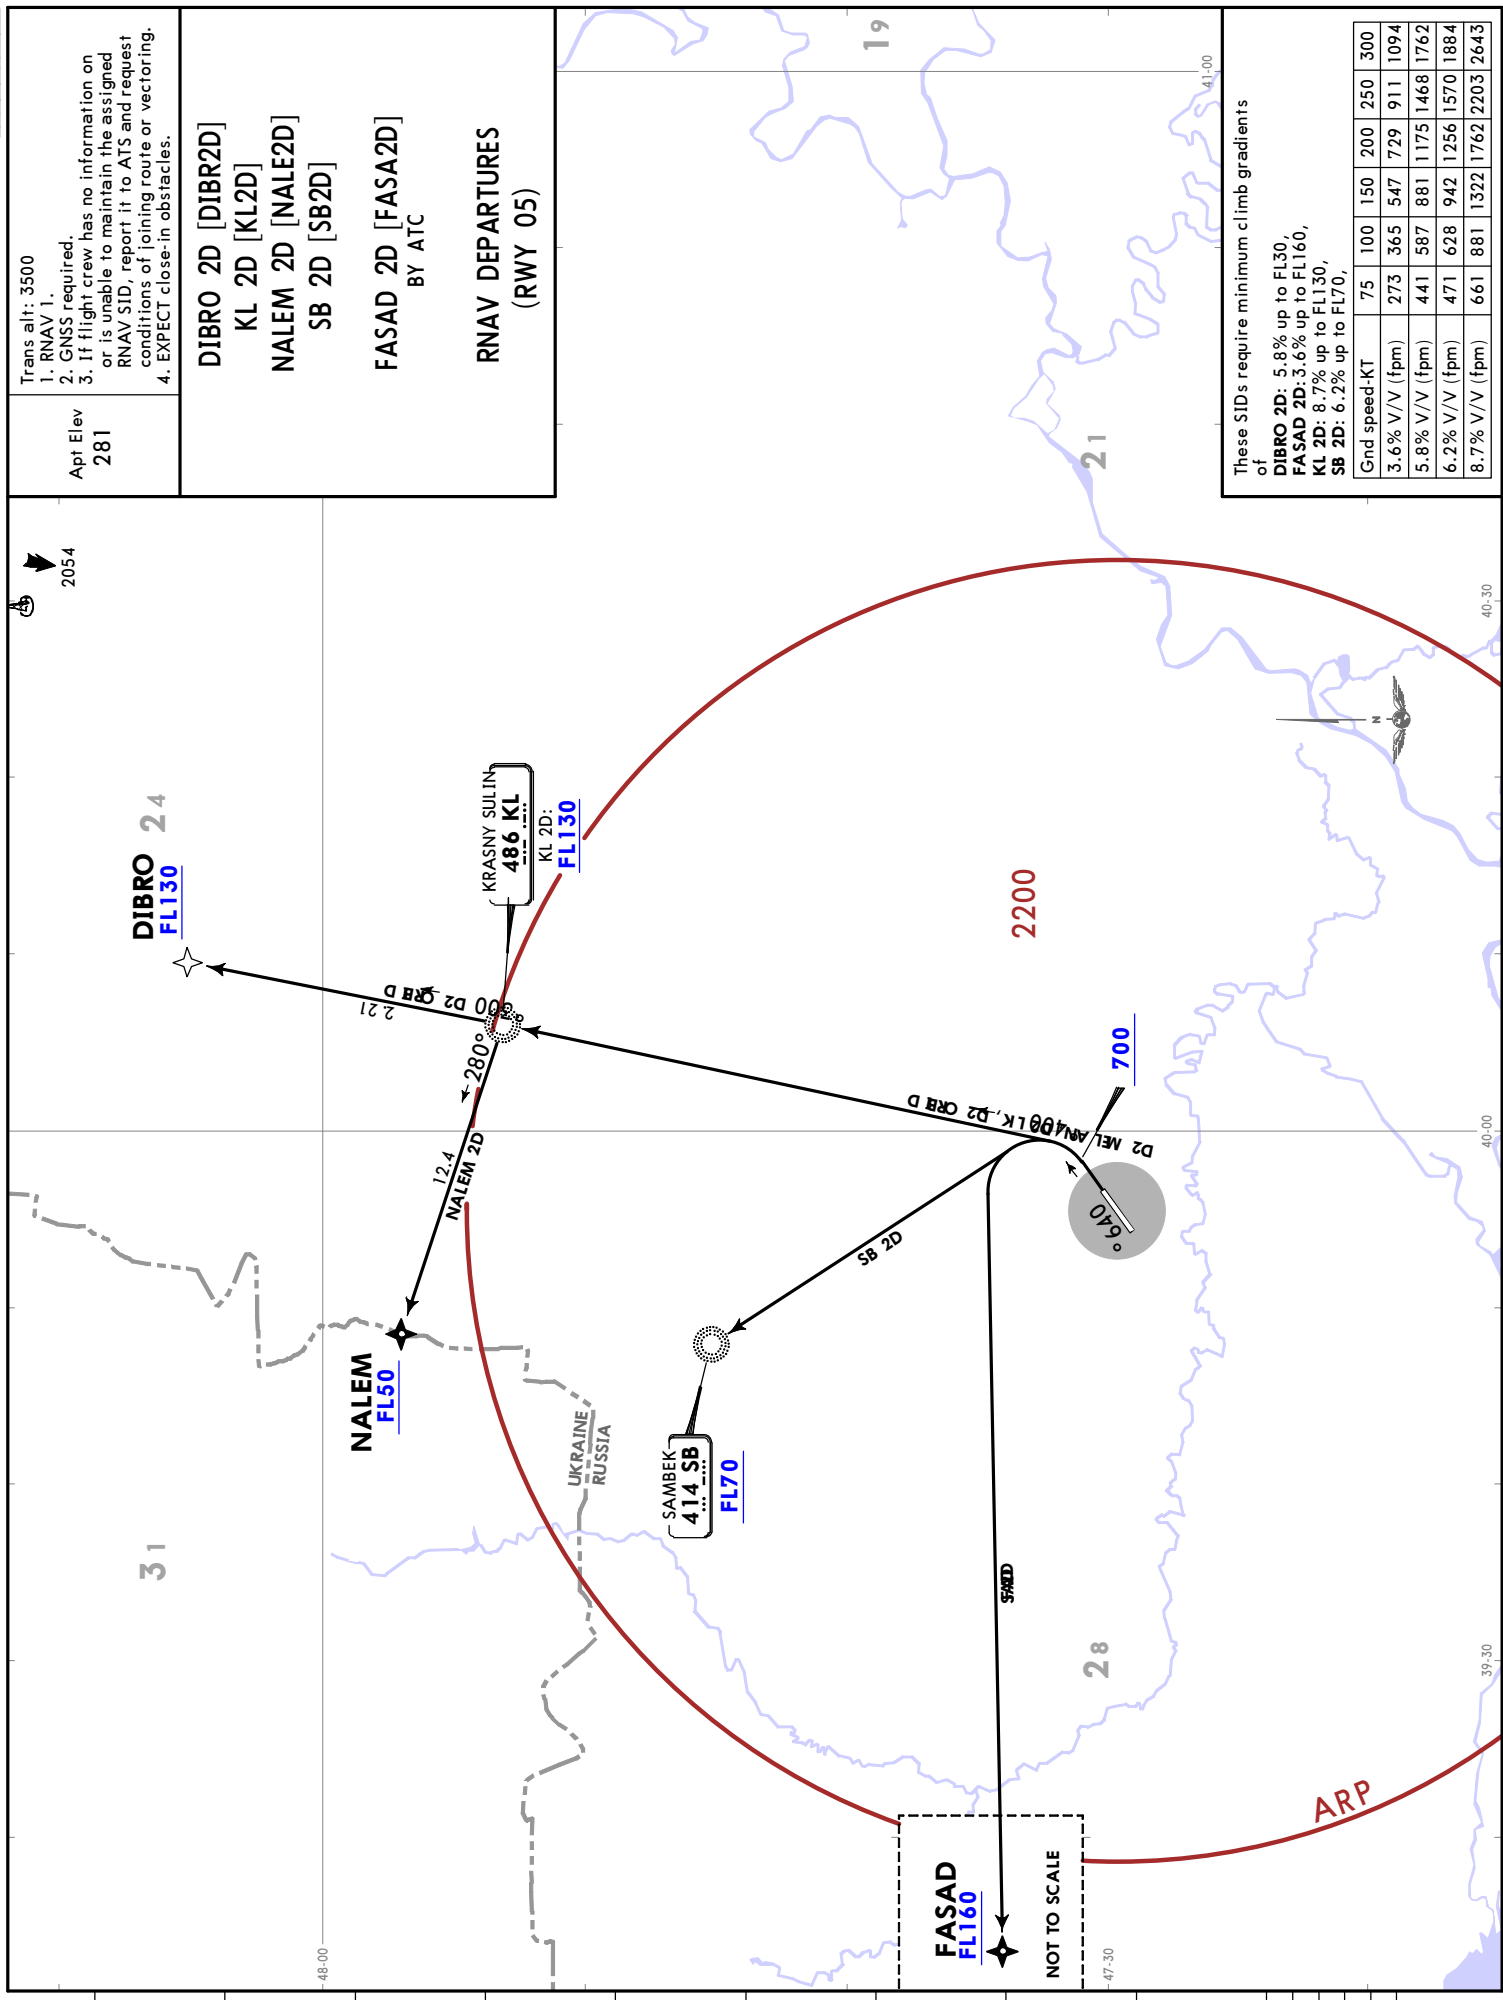 Apt Elev
281
Trans alt: 3500
1. RNAV 1.
2. GNSS required.
3. If flight crew has no information on
or is unable to maintain the assigned
RNAV SID, report it to ATS and request
conditions of joining route or vectoring.
4. EXPECT close-in obstacles.
DIBRO 2D [DIBR2D]
KL 2D [KL2D]
NALEM 2D [NALE2D]
SB 2D [SB2D]
FASAD 2D [FASA2D]
BY ATC
RNAV DEPARTURES
(RWY 05)
2054
31
24
19
DIBRO
FL130
2.21
48-00
41-00
NALEM
FL50
12.4
NALEM 2D
280°
KRASNY SULIN
486 KL
KL 2D:
FL130
UKRAINE
RUSSIA
SAMBEK
414 SB
FL70
SB 2D
2200
FASAD
FL160
NOT TO SCALE
28
21
700
°640
47-30
ARP
N
39-30
40-00
40-30
These SIDs require minimum climb gradients
of
DIBRO 2D: 5.8% up to FL30,
FASAD 2D: 3.6% up to FL160,
KL 2D: 8.7% up to FL130,
SB 2D: 6.2% up to FL70,
Gnd speed-KT 75 100 150 200 250 300
3.6% V/V (fpm) 273 365 547 729 911 1094
5.8% V/V (fpm) 441 587 881 1175 1468 1762
6.2% V/V (fpm) 471 628 942 1256 1570 1884
8.7% V/V (fpm) 661 881 1322 1762 2203 2643